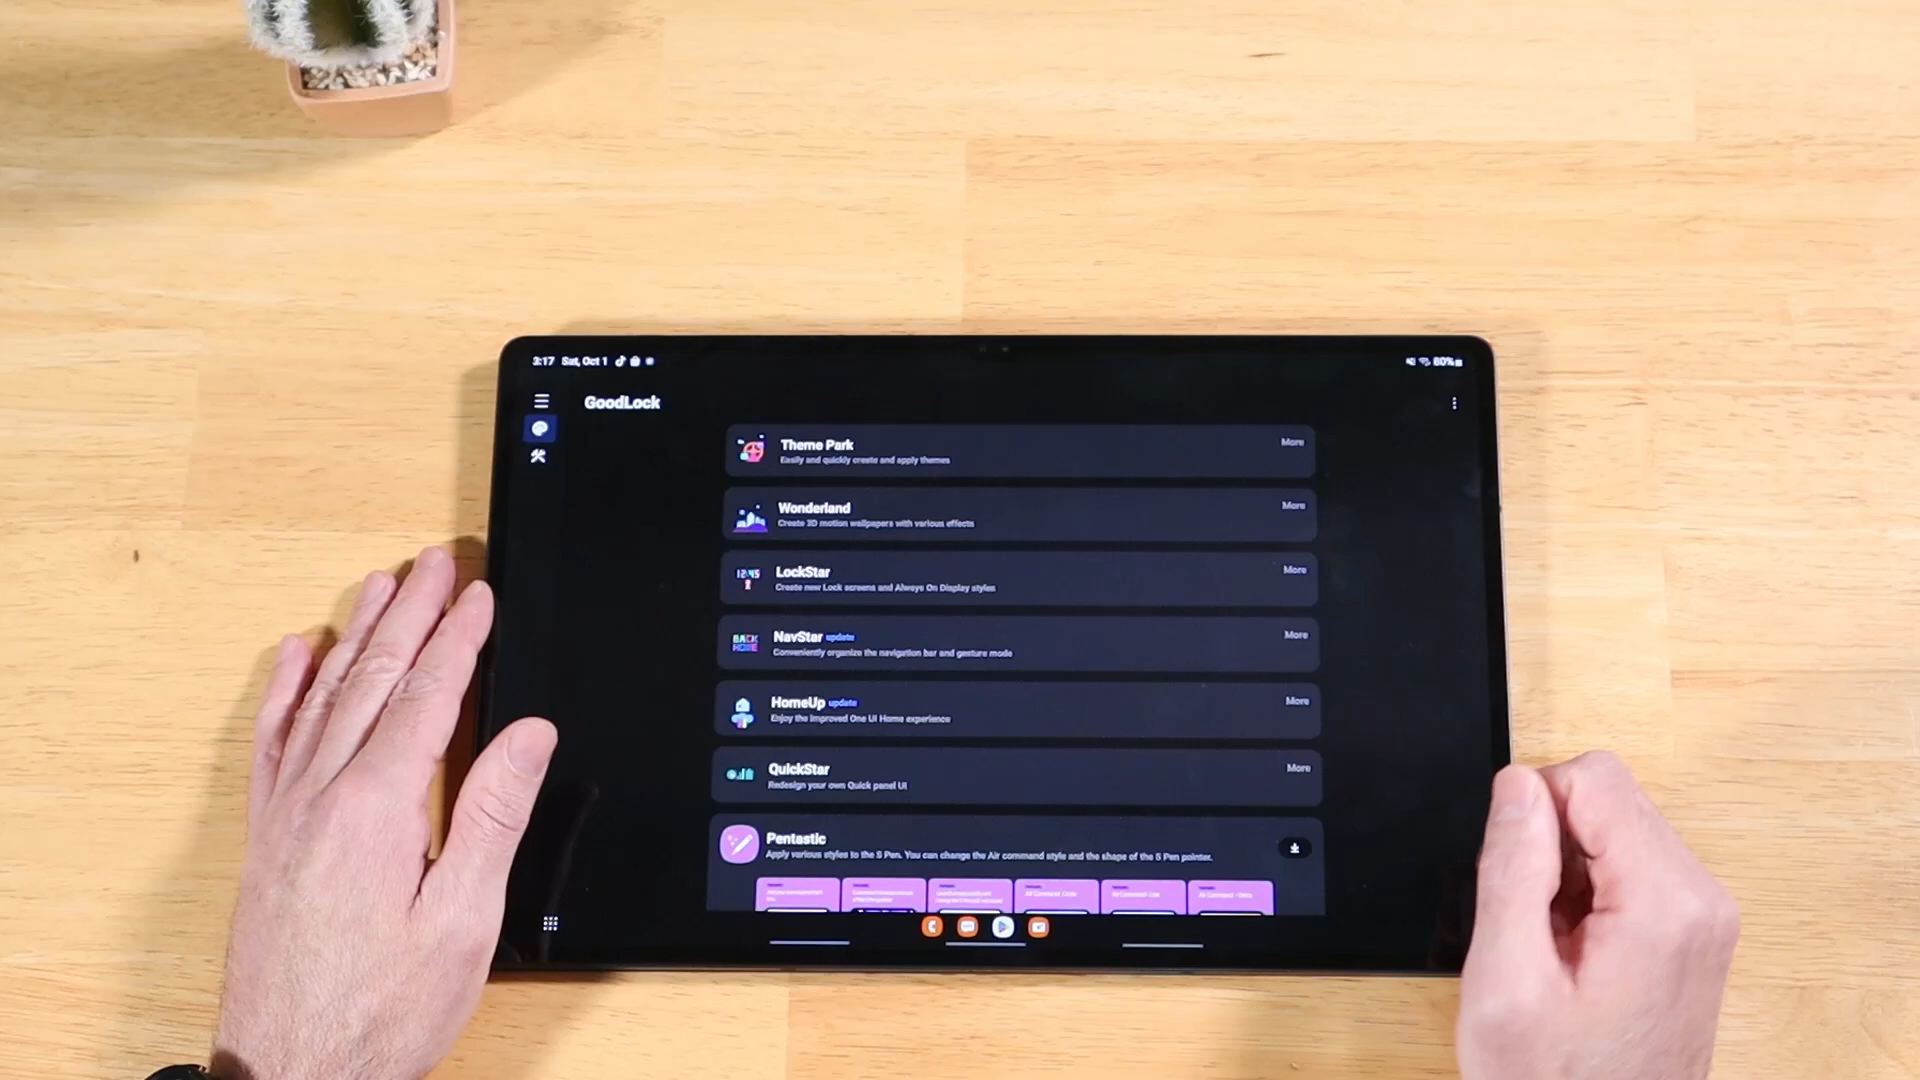 3:17 Sat, Oct 1
80%
GoodLock
Theme Park
More
Easily and quickly create and apply themes
Wonderland
More
Create 3D motion wallpapers with various effects
12:45
LockStar
More
Create new Lock screens and Always On Display styles
BACK
HOME
NavStar update
More
Conveniently organize the navigation bar and gesture mode
HomeUp update
More
Enjoy the improved One UI Home experience
QuickStar
More
Redesign your own Quick panel UI
Pentastic
Apply various styles to the S Pen. You can change the Air command style and the shape of the S Pen pointer.